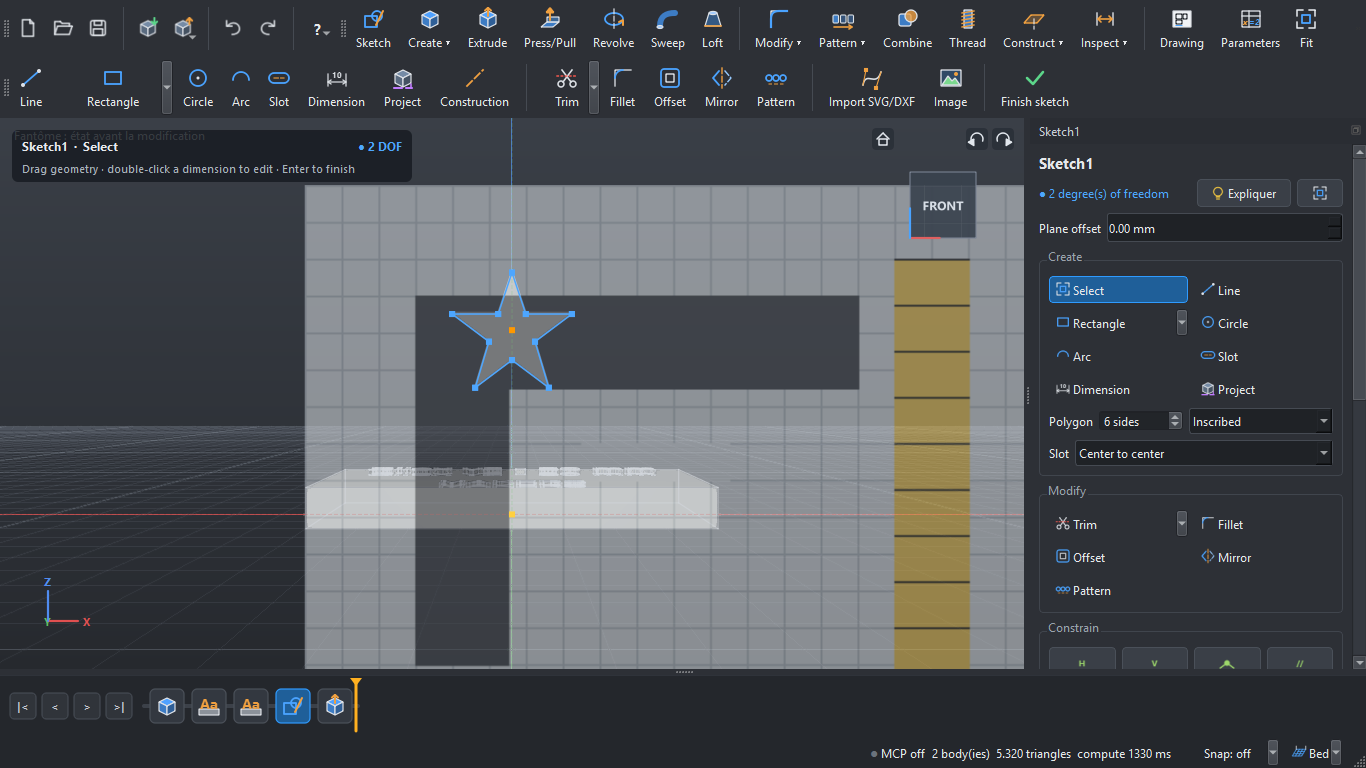 ?
Sketch
Create
Extrude
Press/Pull
Revolve
Sweep
Loft
Modify
Pattern
Combine
Thread
Construct
Inspect
Drawing
Parameters
Fit
Line
Rectangle
Circle
Arc
Slot
Dimension
Project
Construction
Trim
Fillet
Offset
Mirror
Pattern
Import SVG/DXF
Image
Finish sketch
Fantôme : état avant la modification
Sketch1 · Select
2 DOF
Drag geometry · double-click a dimension to edit · Enter to finish
FRONT
Z
Y
X
Sketch1
Sketch1
2 degree(s) of freedom
Expliquer
Plane offset 0.00 mm
Create
Select
Line
Rectangle
Circle
Arc
Slot
Dimension
Project
Polygon 6 sides Inscribed
Slot Center to center
Modify
Trim
Fillet
Offset
Mirror
Pattern
Constrain
H
V
//
|< < > >|
Aa
Aa
MCP off 2 body(ies) 5.320 triangles compute 1330 ms
Snap: off
Bed